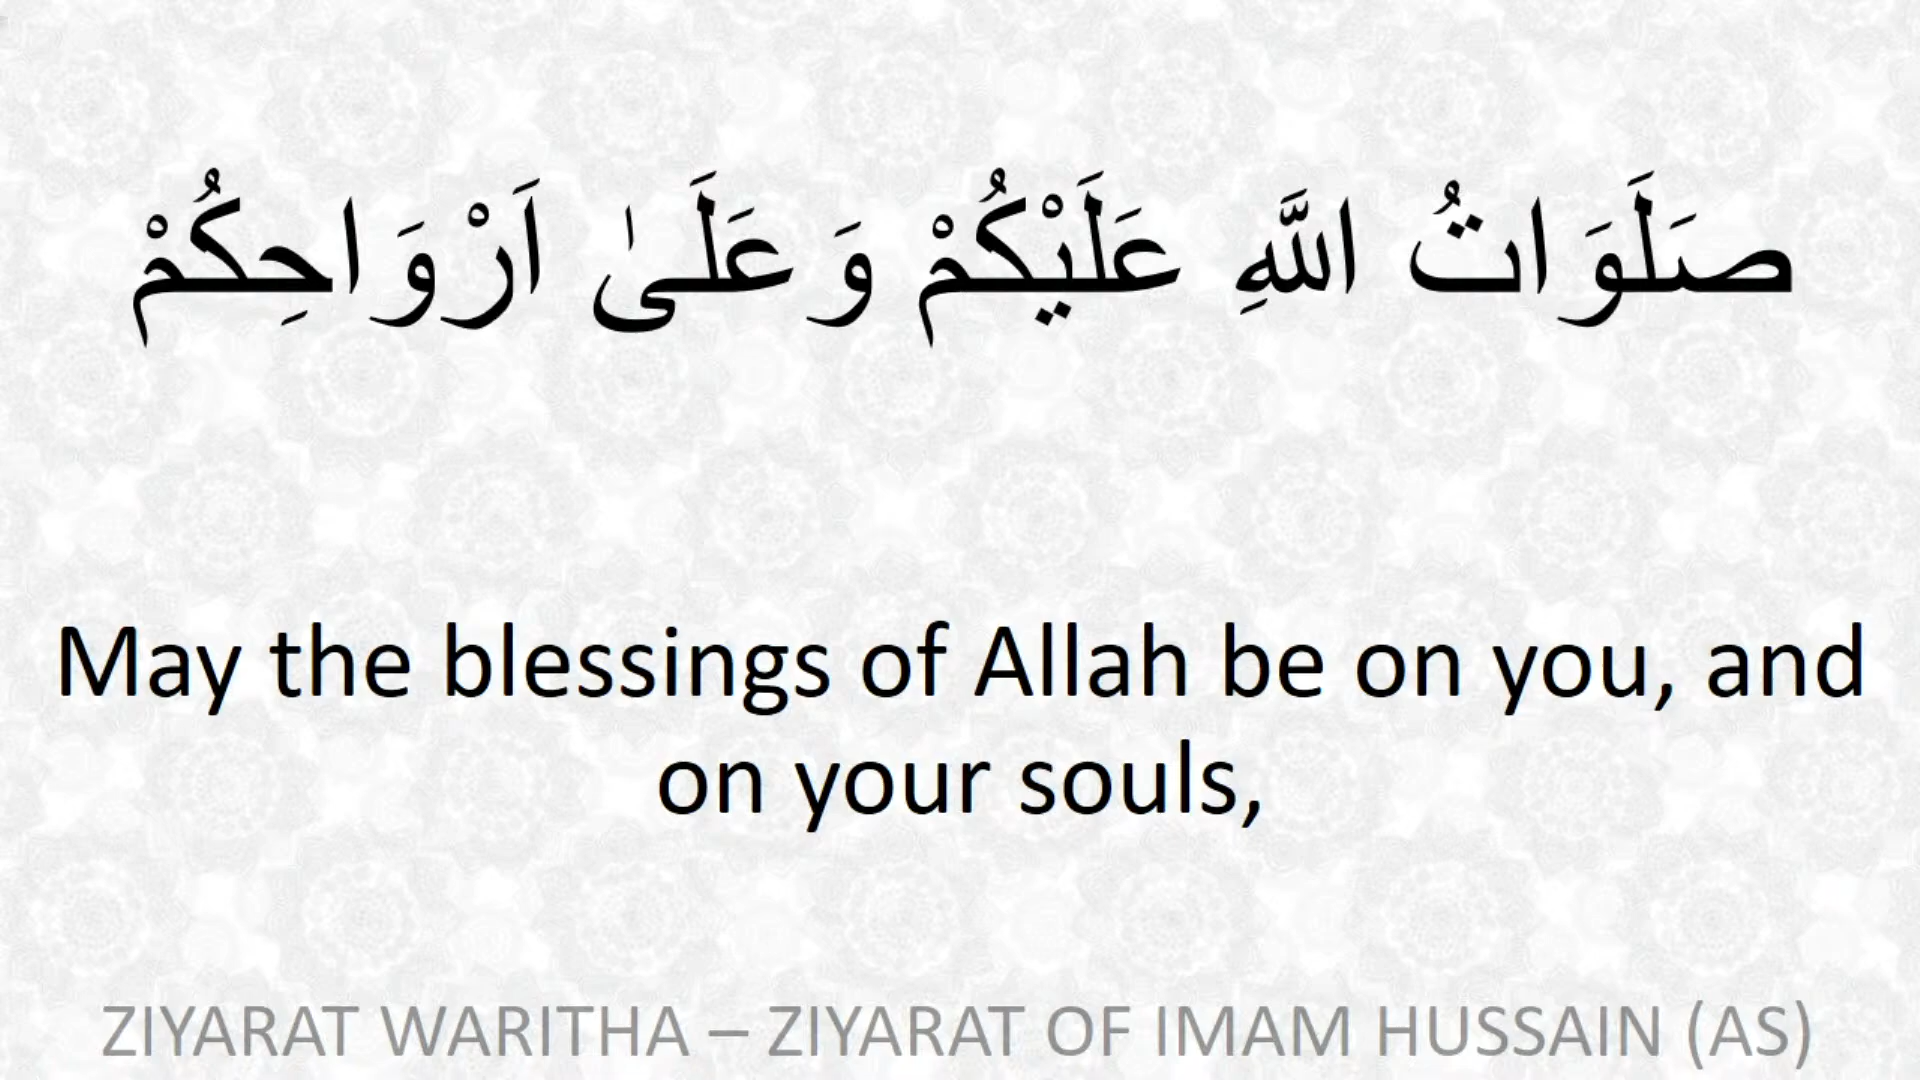 صَلَوَاتُ اللَّهِ عَلَيْكُمْ وَ عَلَىٰ اَرْوَاحِكُمْ
May the blessings of Allah be on you, and
on your souls,
ZIYARAT WARITHA – ZIYARAT OF IMAM HUSSAIN (AS)